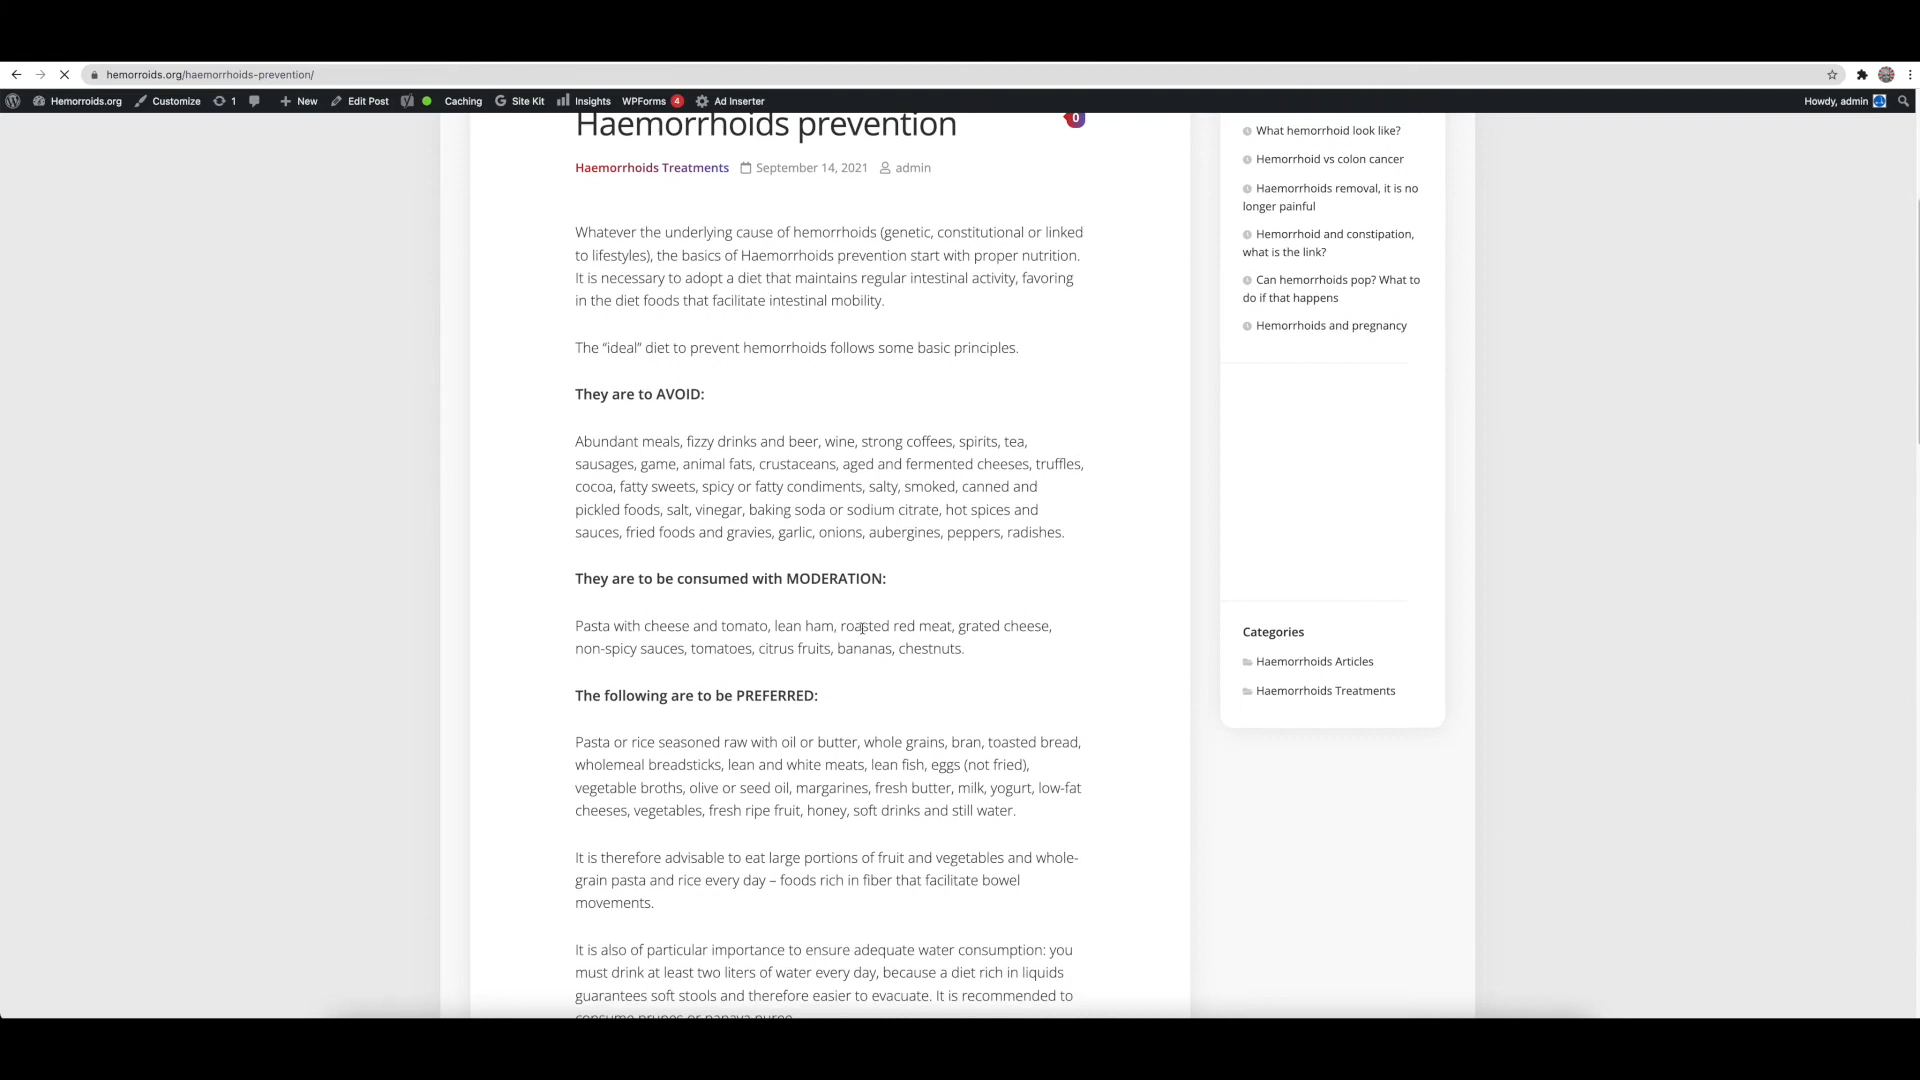 hemorroids.org/haemorrhoids-prevention/
Hemorroids.org Customize 1 New Edit Post Caching Site Kit Insights WPForms 4 Ad Inserter Howdy, admin
Haemorrhoids prevention
0
Haemorrhoids Treatments September 14, 2021 admin
Whatever the underlying cause of hemorrhoids (genetic, constitutional or linked
to lifestyles), the basics of Haemorrhoids prevention start with proper nutrition.
It is necessary to adopt a diet that maintains regular intestinal activity, favoring
in the diet foods that facilitate intestinal mobility.
The “ideal” diet to prevent hemorrhoids follows some basic principles.
They are to AVOID:
Abundant meals, fizzy drinks and beer, wine, strong coffees, spirits, tea,
sausages, game, animal fats, crustaceans, aged and fermented cheeses, truffles,
cocoa, fatty sweets, spicy or fatty condiments, salty, smoked, canned and
pickled foods, salt, vinegar, baking soda or sodium citrate, hot spices and
sauces, fried foods and gravies, garlic, onions, aubergines, peppers, radishes.
They are to be consumed with MODERATION:
Pasta with cheese and tomato, lean ham, roasted red meat, grated cheese,
non-spicy sauces, tomatoes, citrus fruits, bananas, chestnuts.
The following are to be PREFERRED:
Pasta or rice seasoned raw with oil or butter, whole grains, bran, toasted bread,
wholemeal breadsticks, lean and white meats, lean fish, eggs (not fried),
vegetable broths, olive or seed oil, margarines, fresh butter, milk, yogurt, low-fat
cheeses, vegetables, fresh ripe fruit, honey, soft drinks and still water.
It is therefore advisable to eat large portions of fruit and vegetables and whole-
grain pasta and rice every day – foods rich in fiber that facilitate bowel
movements.
It is also of particular importance to ensure adequate water consumption: you
must drink at least two liters of water every day, because a diet rich in liquids
guarantees soft stools and therefore easier to evacuate. It is recommended to
consume prunes or papaya puree.
What hemorrhoid look like?
Hemorrhoid vs colon cancer
Haemorrhoids removal, it is no
longer painful
Hemorrhoid and constipation,
what is the link?
Can hemorrhoids pop? What to
do if that happens
Hemorrhoids and pregnancy
Categories
Haemorrhoids Articles
Haemorrhoids Treatments